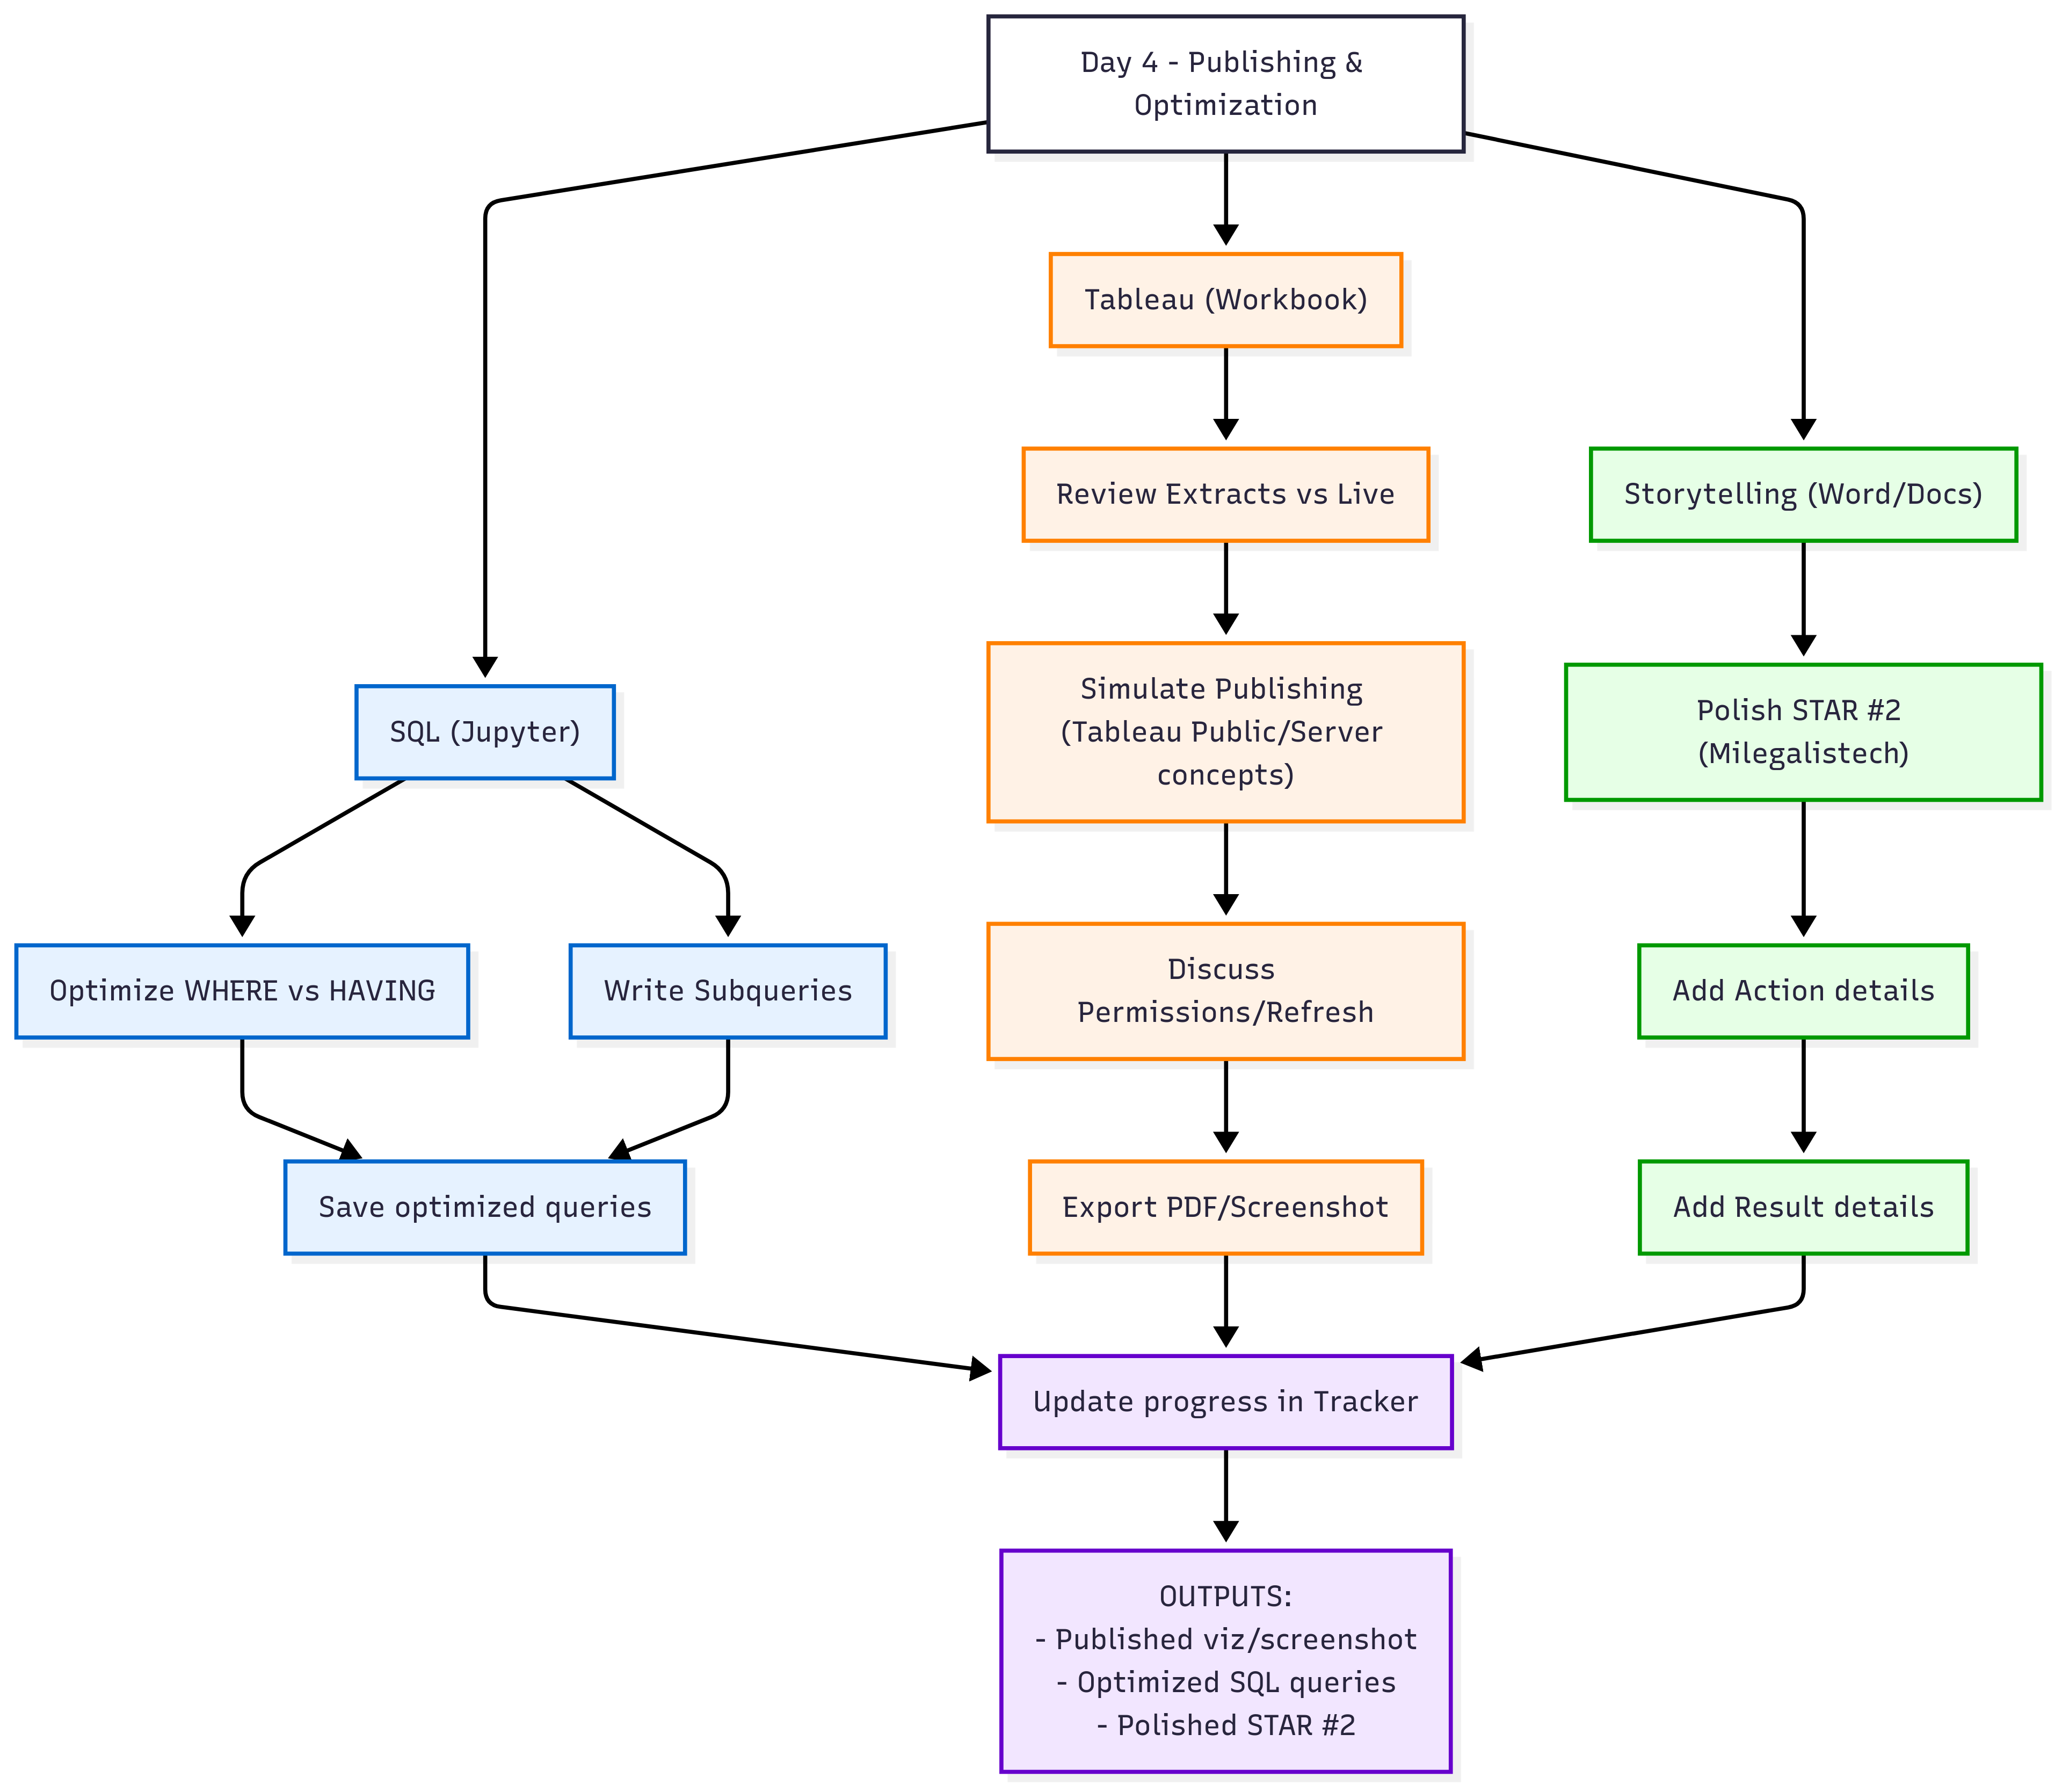 Day 4 - Publishing &
Optimization
Tableau (Workbook)
Review Extracts vs Live
Storytelling (Word/Docs)
SQL (Jupyter)
Simulate Publishing
(Tableau Public/Server
concepts)
Polish STAR #2
(Milegalistech)
Optimize WHERE vs HAVING
Write Subqueries
Discuss
Permissions/Refresh
Add Action details
Save optimized queries
Export PDF/Screenshot
Add Result details
Update progress in Tracker
OUTPUTS:
- Published viz/screenshot
- Optimized SQL queries
- Polished STAR #2